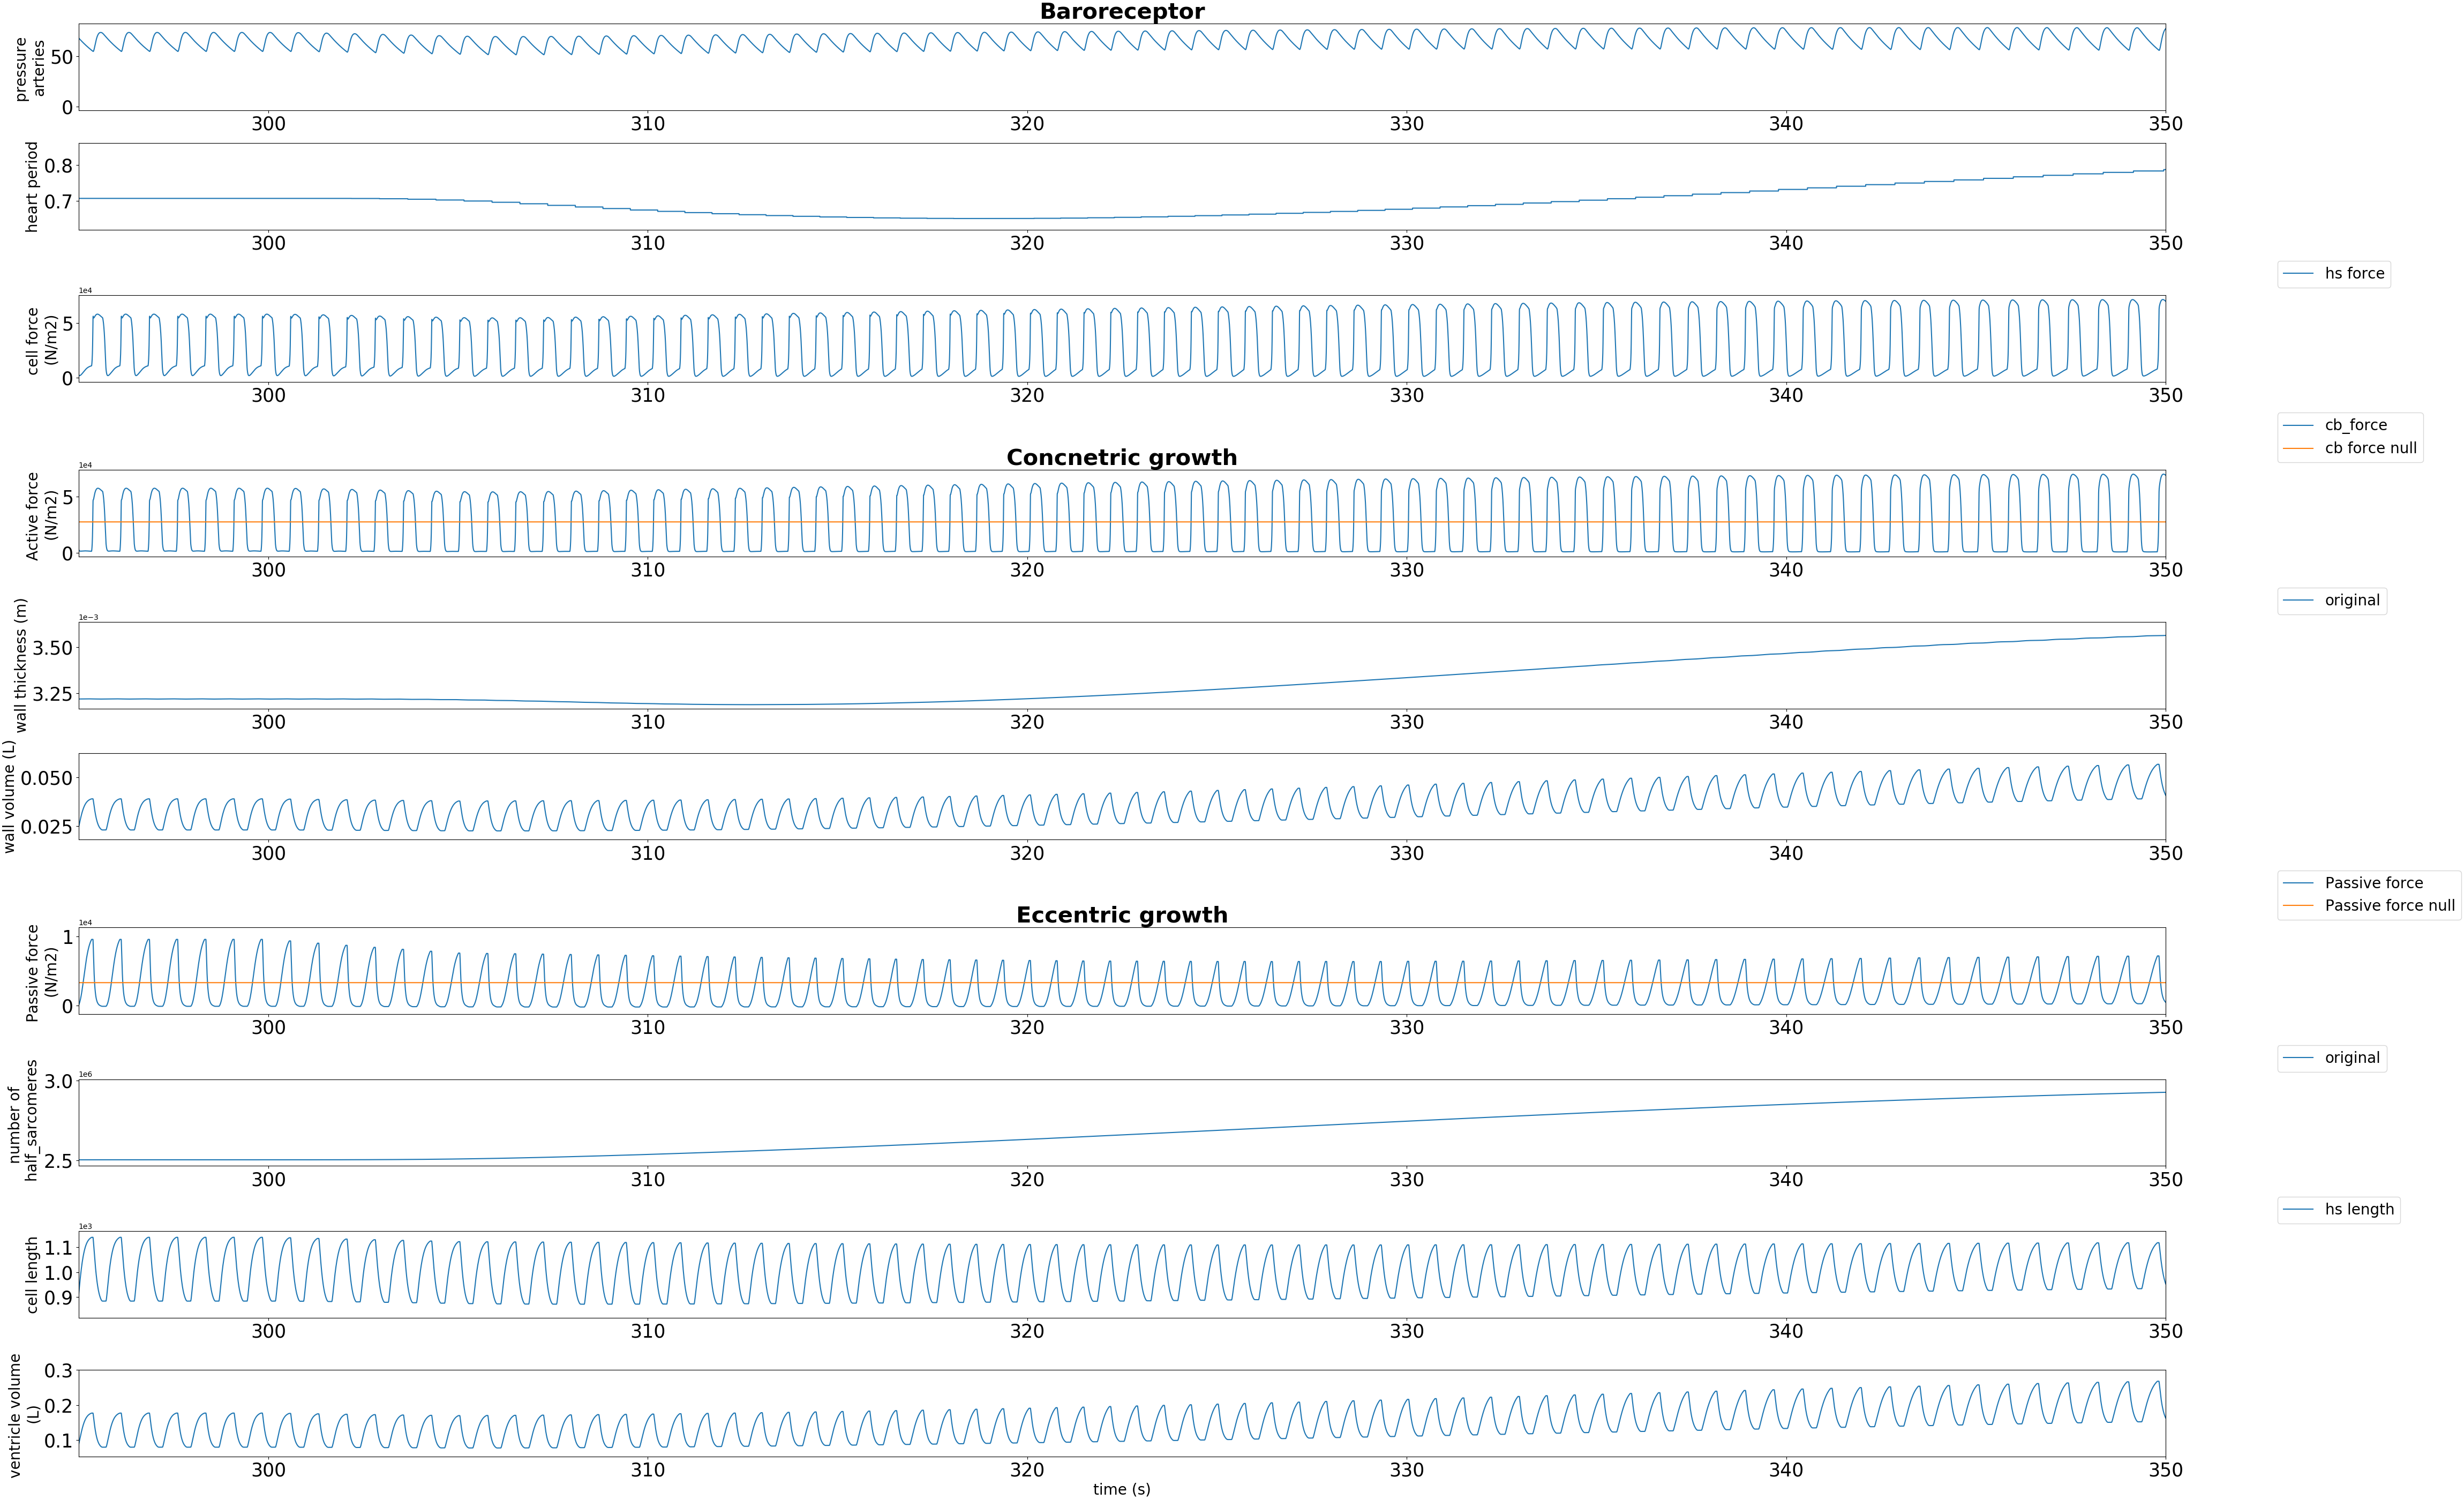 Baroreceptor
pressure
arteries
50
0
300 310 320 330 340 350
heart period
0.8
0.7
300 310 320 330 340 350
hs force
1e4
cell force
(N/m2)
5
0
300 310 320 330 340 350
cb_force
cb force null
Concnetric growth
1e4
Active force
(N/m2)
5
0
300 310 320 330 340 350
original
1e−3
wall thickness (m)
3.50
3.25
300 310 320 330 340 350
wall volume (L)
0.050
0.025
300 310 320 330 340 350
Passive force
Passive force null
Eccentric growth
1e4
Passive force
(N/m2)
1
0
300 310 320 330 340 350
original
1e6
number of
half_sarcomeres
3.0
2.5
300 310 320 330 340 350
hs length
1e3
cell length
1.1
1.0
0.9
300 310 320 330 340 350
ventricle volume
(L)
0.3
0.2
0.1
300 310 320 330 340 350
time (s)